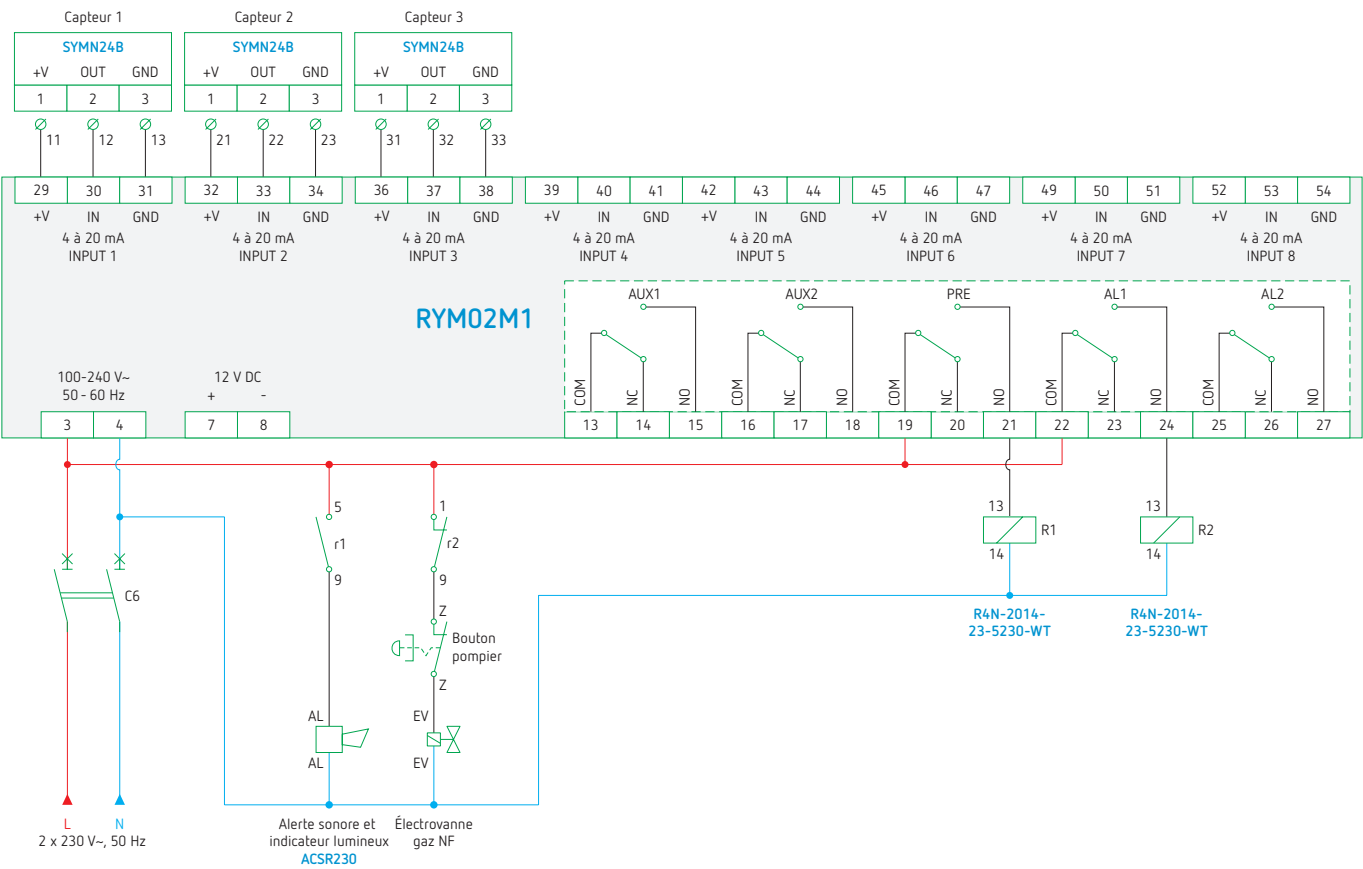 Capteur 1 Capteur 2 Capteur 3
SYMN24B SYMN24B SYMN24B
+V OUT GND +V OUT GND +V OUT GND
1 2 3 1 2 3 1 2 3
11 12 13 21 22 23 31 32 33
29 30 31 32 33 34 36 37 38 39 40 41 42 43 44 45 46 47 49 50 51 52 53 54
+V IN GND +V IN GND +V IN GND +V IN GND +V IN GND +V IN GND +V IN GND +V IN GND
4 à 20 mA 4 à 20 mA 4 à 20 mA 4 à 20 mA 4 à 20 mA 4 à 20 mA 4 à 20 mA 4 à 20 mA
INPUT 1 INPUT 2 INPUT 3 INPUT 4 INPUT 5 INPUT 6 INPUT 7 INPUT 8
AUX1 AUX2 PRE AL1 AL2
RYM02M1
100-240 V~ 12 V DC
50 - 60 Hz + -
COM NC NO COM NC NO COM NC NO COM NC NO COM NC NO
3 4 7 8 13 14 15 16 17 18 19 20 21 22 23 24 25 26 27
5 1 13 13
r1 r2 R1 R2
9 9 14 14
C6
Z
Bouton
pompier
Z
R4N-2014- R4N-2014-
23-5230-WT 23-5230-WT
AL EV
AL EV
L N
2 x 230 V~, 50 Hz
Alerte sonore et
indicateur lumineux
ACSR230
Électrovanne
gaz NF